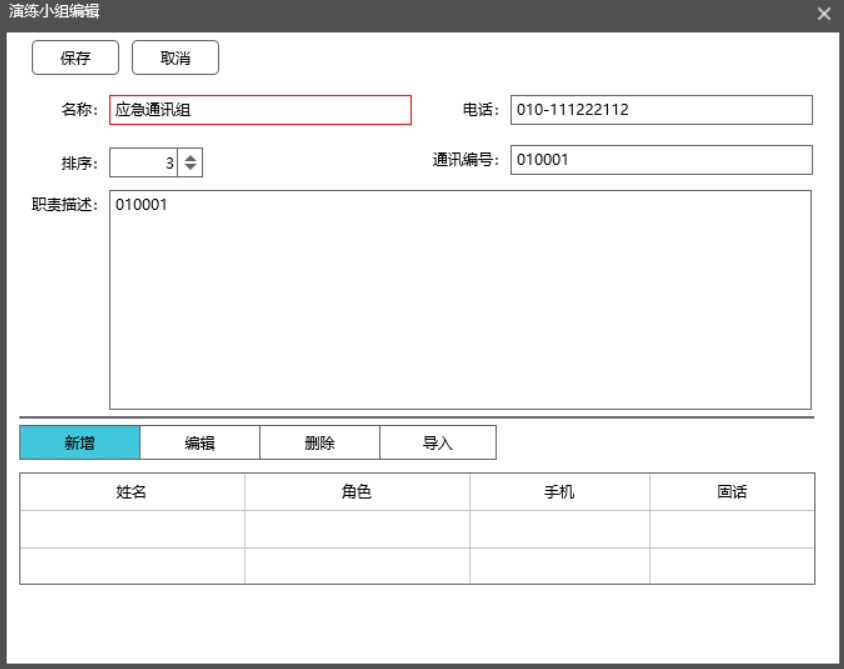 演练小组编辑
保存 取消
名称： 应急通讯组 电话： 010-111222112
排序： 3 通讯编号： 010001
职责描述： 010001
新增 编辑 删除 导入
姓名 角色 手机 固话